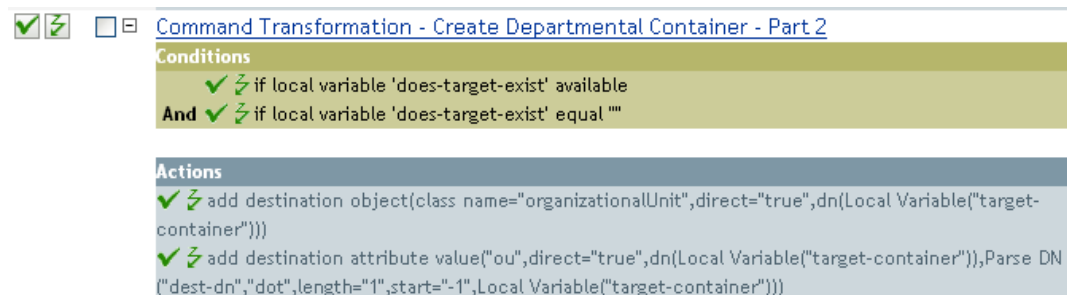 Command Transformation - Create Departmental Container - Part 2
Conditions
if local variable 'does-target-exist' available
And if local variable 'does-target-exist' equal ""
Actions
add destination object(class name="organizationalUnit",direct="true",dn(Local Variable("target-
container")))
add destination attribute value("ou",direct="true",dn(Local Variable("target-container")),Parse DN
("dest-dn","dot",length="1",start="-1",Local Variable("target-container")))